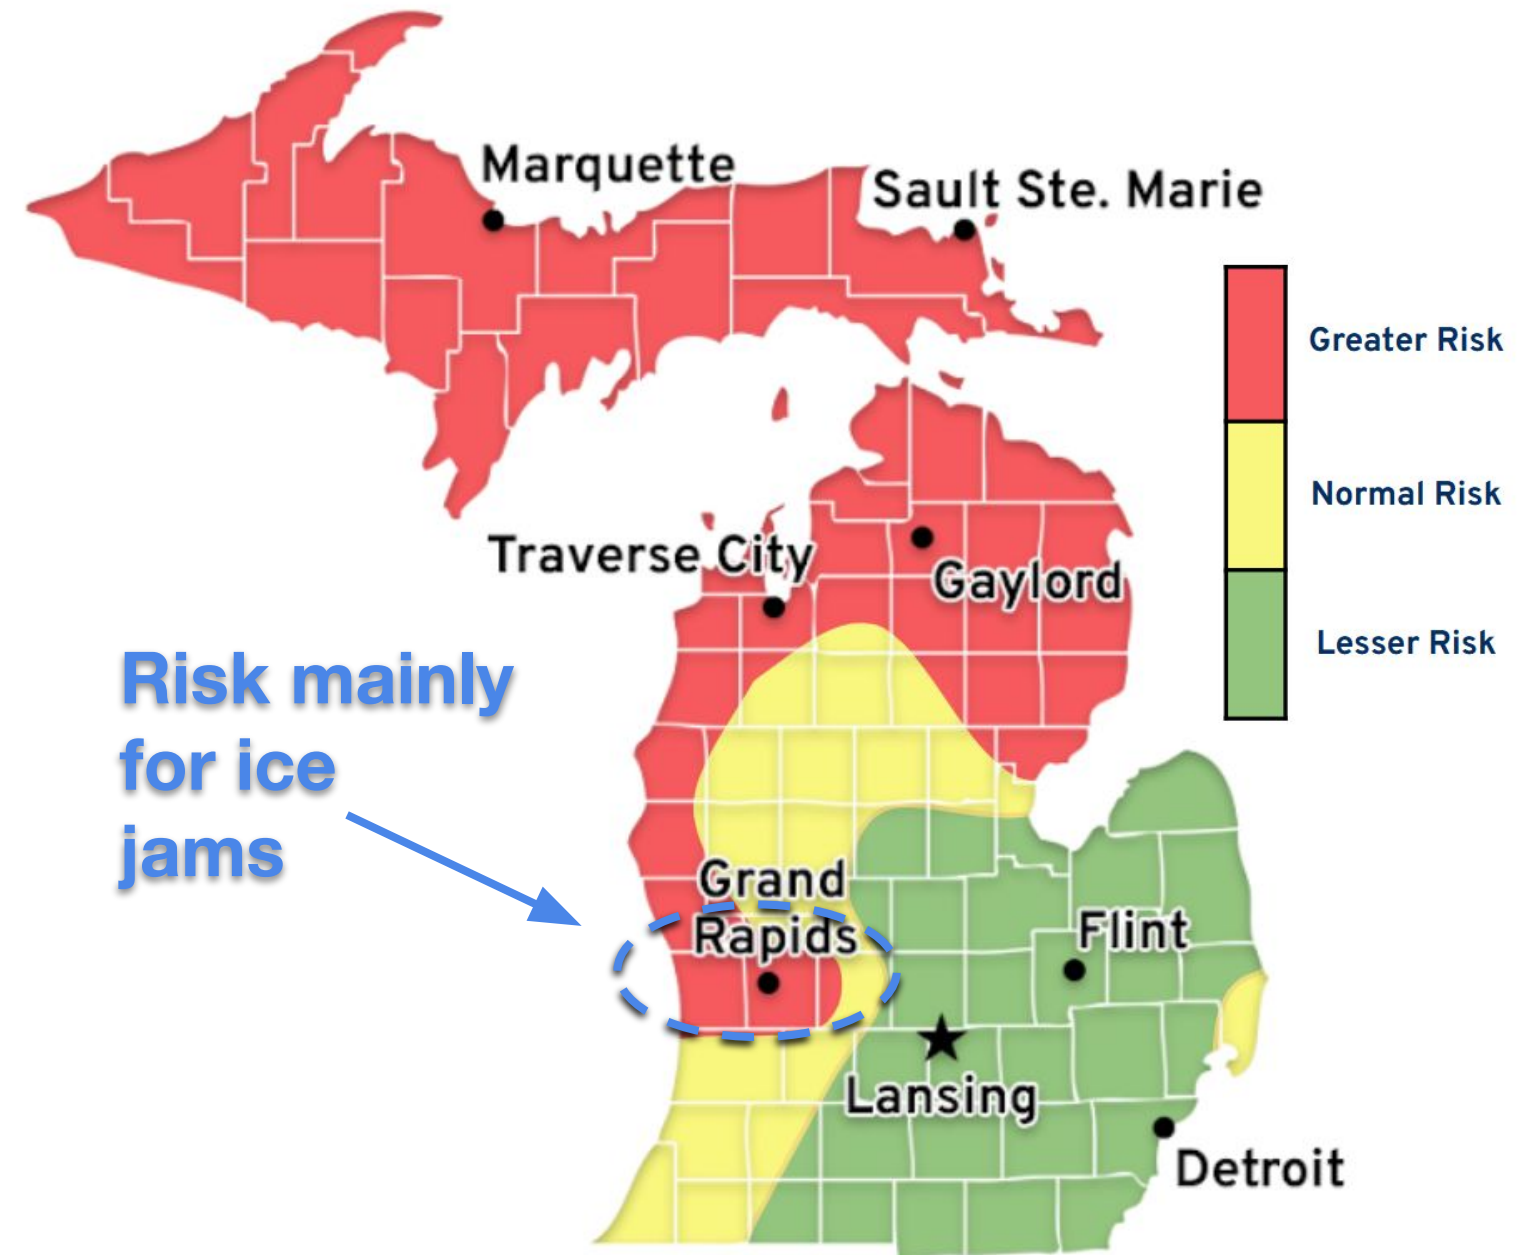 Marquette
Sault Ste. Marie
Greater Risk
Normal Risk
Traverse City
Gaylord
Lesser Risk
Risk mainly
for ice
jams
Grand
Rapids
Flint
Lansing
Detroit